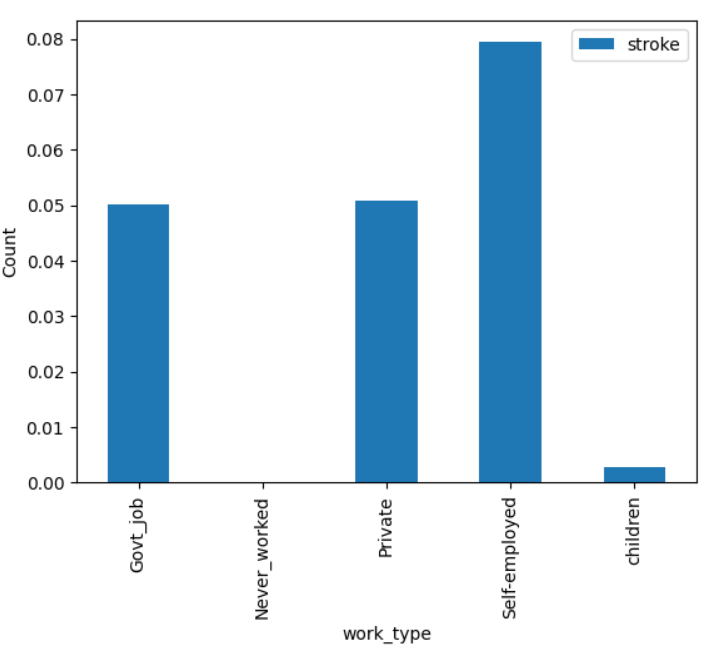 stroke
0.08
0.07
0.06
0.05
0.04
0.03
0.02
0.01
0.00
Count
Govt_job
Never_worked
Private
Self-employed
children
work_type